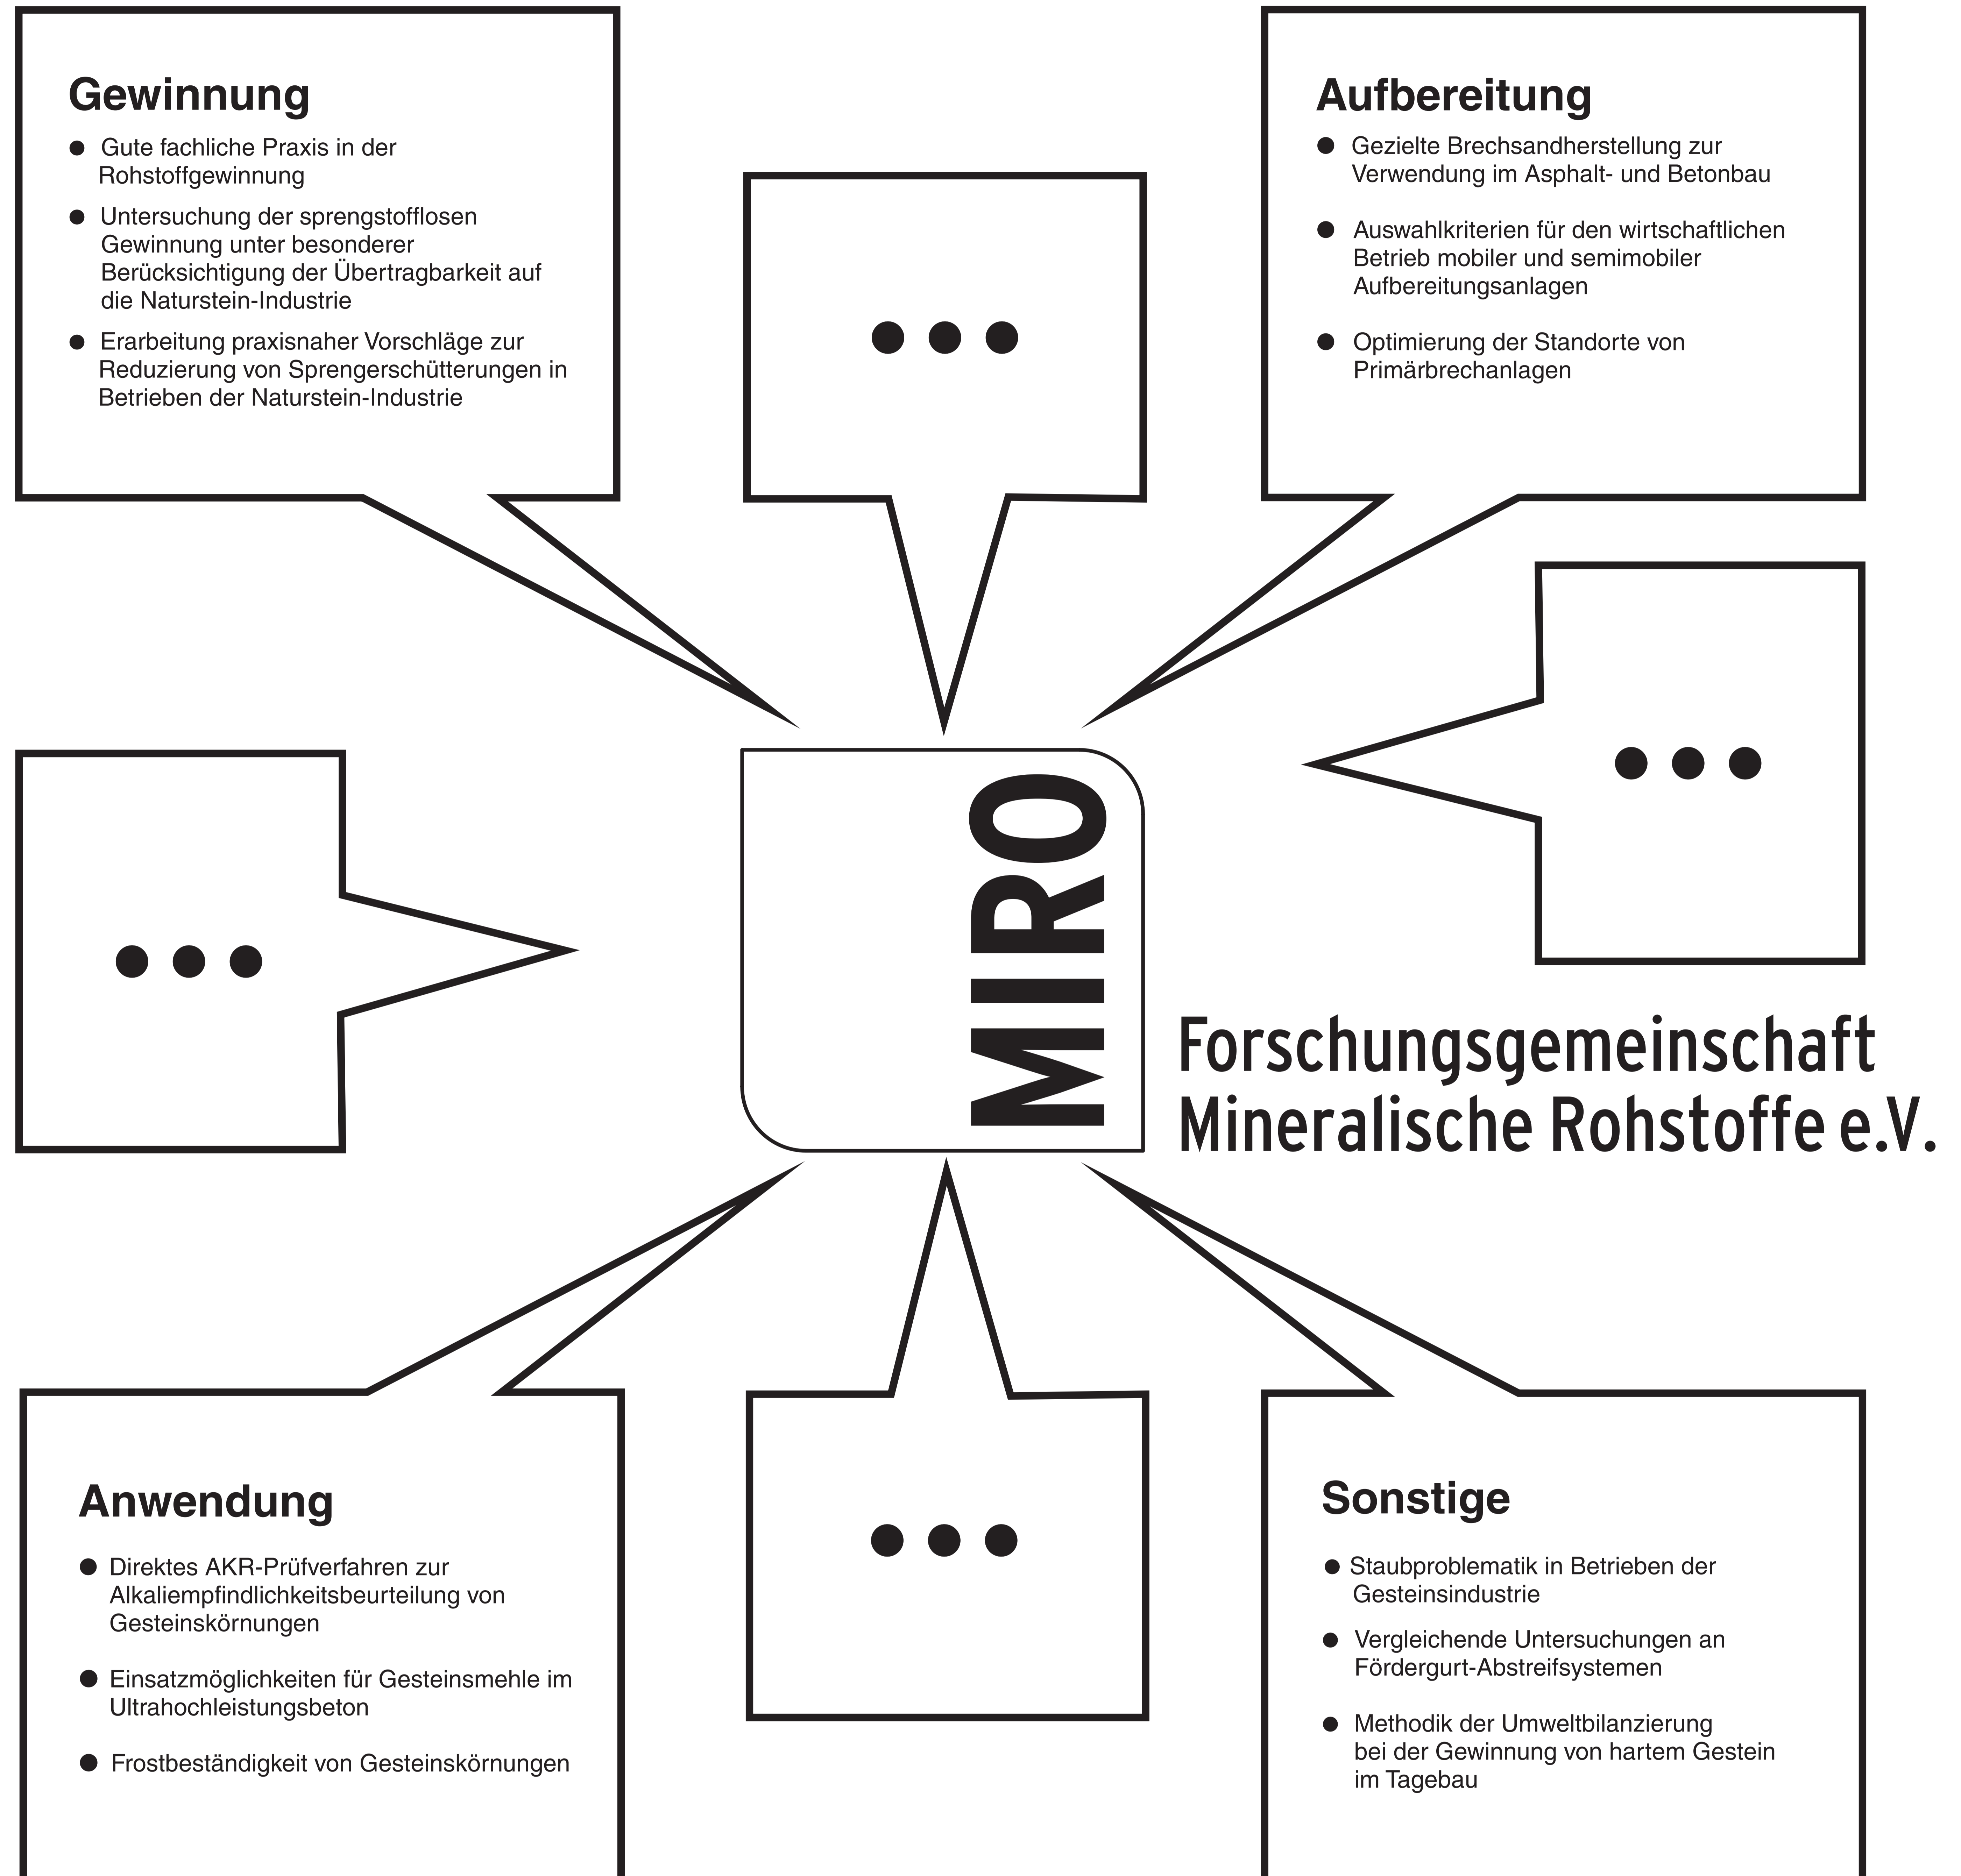 Gewinnung
● Gute fachliche Praxis in der
Rohstoffgewinnung
● Untersuchung der sprengstofflosen
Gewinnung unter besonderer
Berücksichtigung der Übertragbarkeit auf
die Naturstein-Industrie
● Erarbeitung praxisnaher Vorschläge zur
Reduzierung von Sprengerschütterungen in
Betrieben der Naturstein-Industrie
● ● ●
Aufbereitung
● Gezielte Brechsandherstellung zur
Verwendung im Asphalt- und Betonbau
● Auswahlkriterien für den wirtschaftlichen
Betrieb mobiler und semimobiler
Aufbereitungsanlagen
● Optimierung der Standorte von
Primärbrechanlagen
● ● ●
● ● ●
MIRO
Forschungsgemeinschaft
Mineralische Rohstoffe e.V.
Anwendung
● Direktes AKR-Prüfverfahren zur
Alkaliempfindlichkeitsbeurteilung von
Gesteinskörnungen
● Einsatzmöglichkeiten für Gesteinsmehle im
Ultrahochleistungsbeton
● Frostbeständigkeit von Gesteinskörnungen
● ● ●
Sonstige
● Staubproblematik in Betrieben der
Gesteinsindustrie
● Vergleichende Untersuchungen an
Fördergurt-Abstreifsystemen
● Methodik der Umweltbilanzierung
bei der Gewinnung von hartem Gestein
im Tagebau